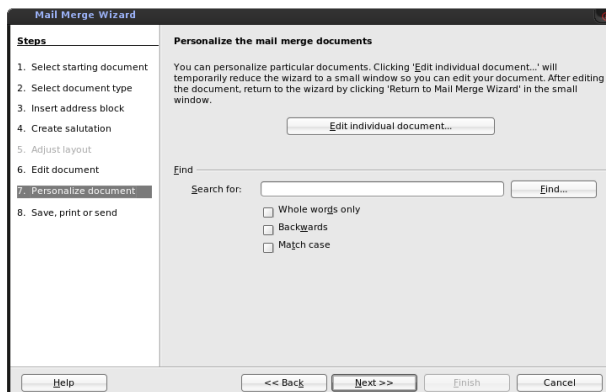 Mail Merge Wizard
Steps
1. Select starting document
2. Select document type
3. Insert address block
4. Create salutation
5. Adjust layout
6. Edit document
7. Personalize document
8. Save, print or send
Personalize the mail merge documents
You can personalize particular documents. Clicking 'Edit individual document...' will
temporarily reduce the wizard to a small window so you can edit your document. After editing
the document, return to the wizard by clicking 'Return to Mail Merge Wizard' in the small
window.
Edit individual document...
Find
Search for:
Find...
Whole words only
Backwards
Match case
Help
<< Back
Next >>
Finish
Cancel